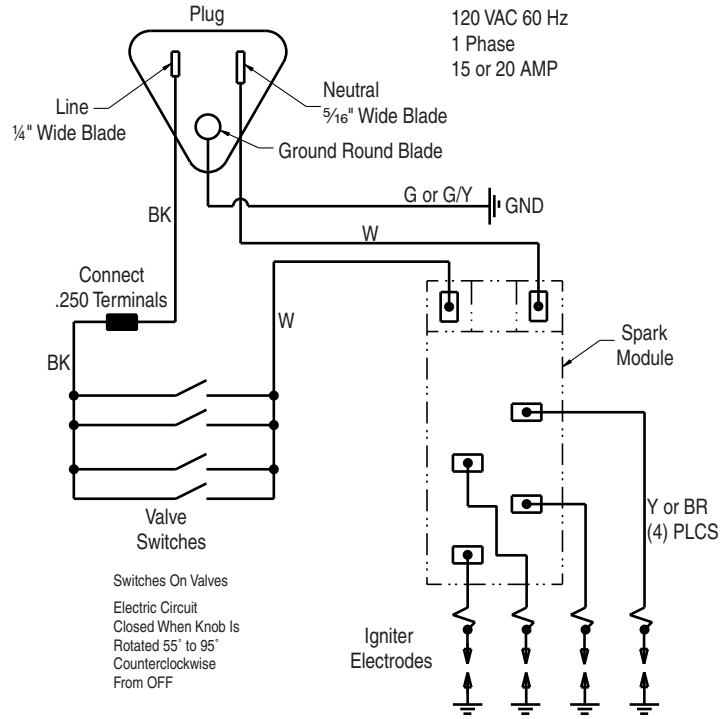 Plug
120 VAC 60 Hz
1 Phase
15 or 20 AMP
Line
¼" Wide Blade
Neutral
5/16" Wide Blade
Ground Round Blade
G or G/Y
GND
BK
W
Connect
.250 Terminals
W
BK
Spark
Module
Valve
Switches
Y or BR
(4) PLCS
Switches On Valves
Electric Circuit
Closed When Knob Is
Rotated 55˚ to 95˚
Counterclockwise
From OFF
Igniter
Electrodes